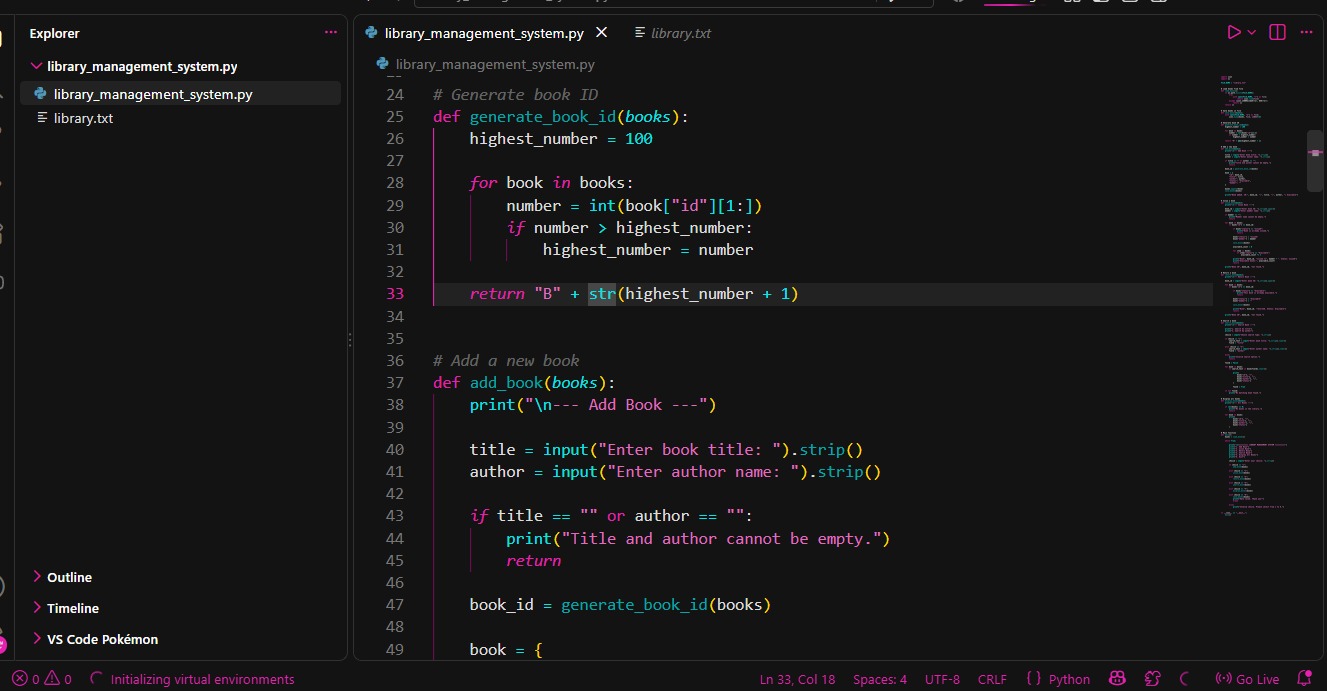 Explorer
library_management_system.py
library_management_system.py
library.txt
Outline
Timeline
VS Code Pokémon
library_management_system.py
library.txt
library_management_system.py
24 # Generate book ID
25 def generate_book_id(books):
26     highest_number = 100
27
28     for book in books:
29         number = int(book["id"][1:])
30         if number > highest_number:
31             highest_number = number
32
33     return "B" + str(highest_number + 1)
34
35
36 # Add a new book
37 def add_book(books):
38     print("\n--- Add Book ---")
39
40     title = input("Enter book title: ").strip()
41     author = input("Enter author name: ").strip()
42
43     if title == "" or author == "":
44         print("Title and author cannot be empty.")
45         return
46
47     book_id = generate_book_id(books)
48
49     book = {
0 0 Initializing virtual environments Ln 33, Col 18 Spaces: 4 UTF-8 CRLF { } Python Go Live